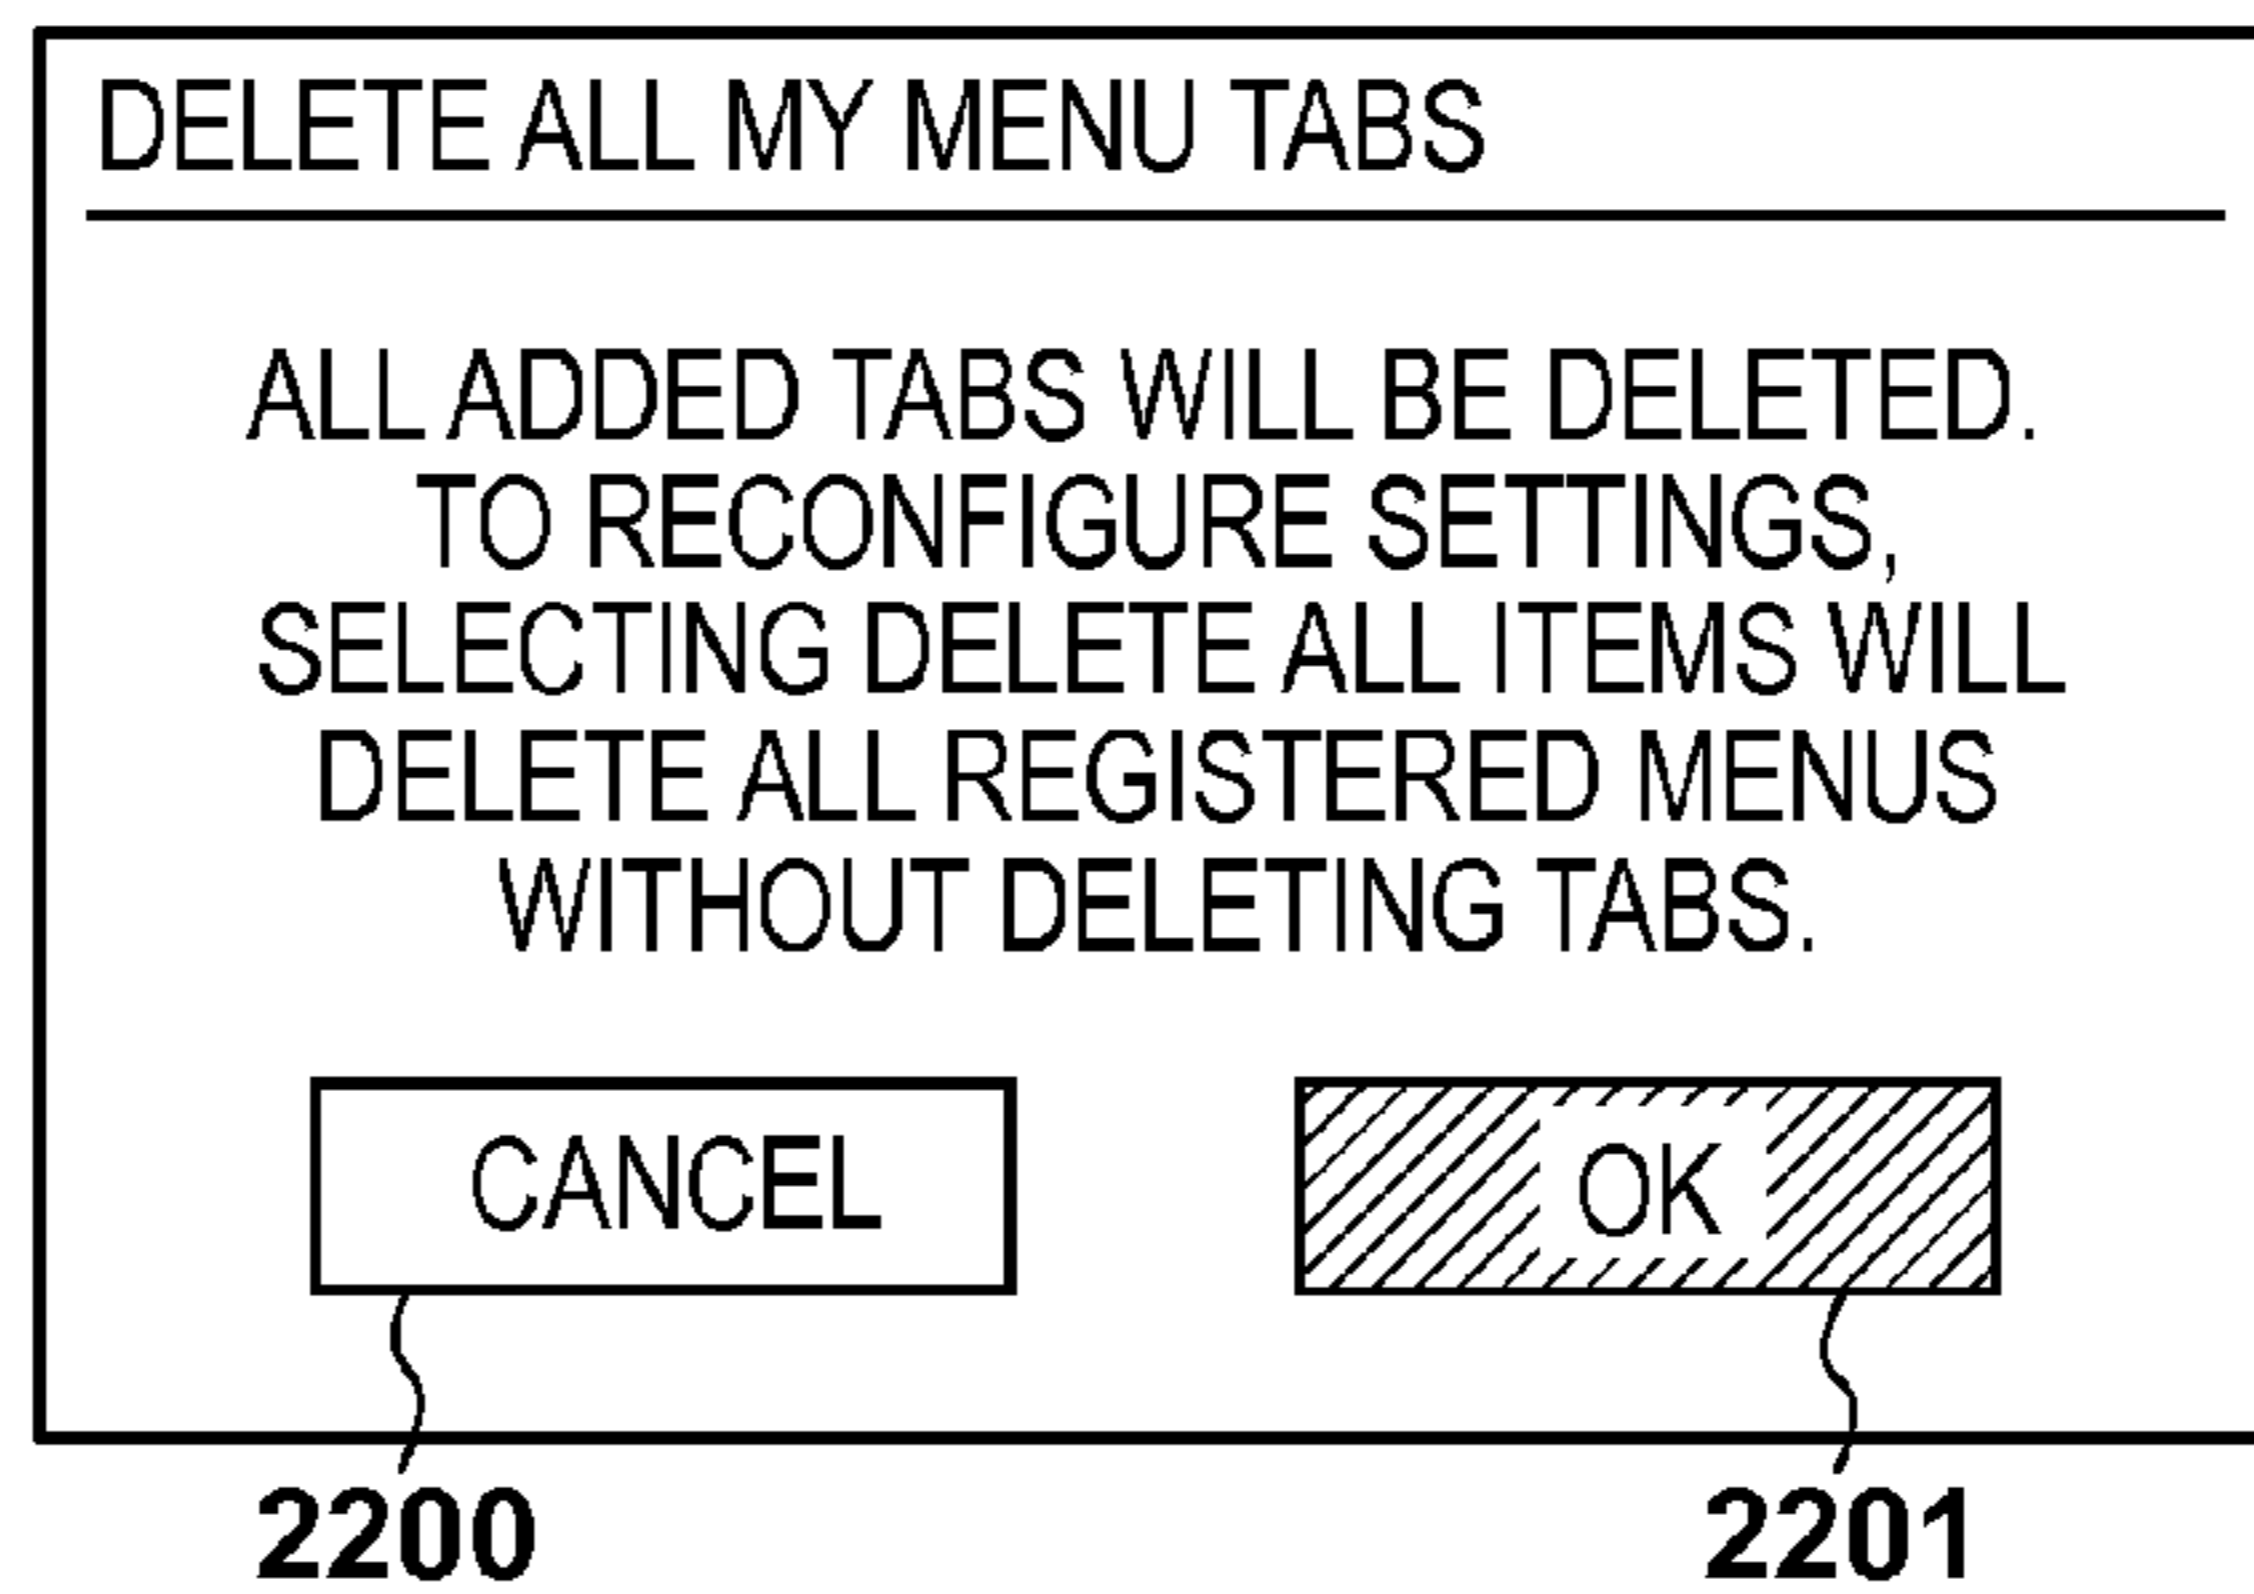 DELETE ALL MY MENU TABS
ALL ADDED TABS WILL BE DELETED.
TO RECONFIGURE SETTINGS,
SELECTING DELETE ALL ITEMS WILL
DELETE ALL REGISTERED MENUS
WITHOUT DELETING TABS.
CANCEL OK
2200 2201